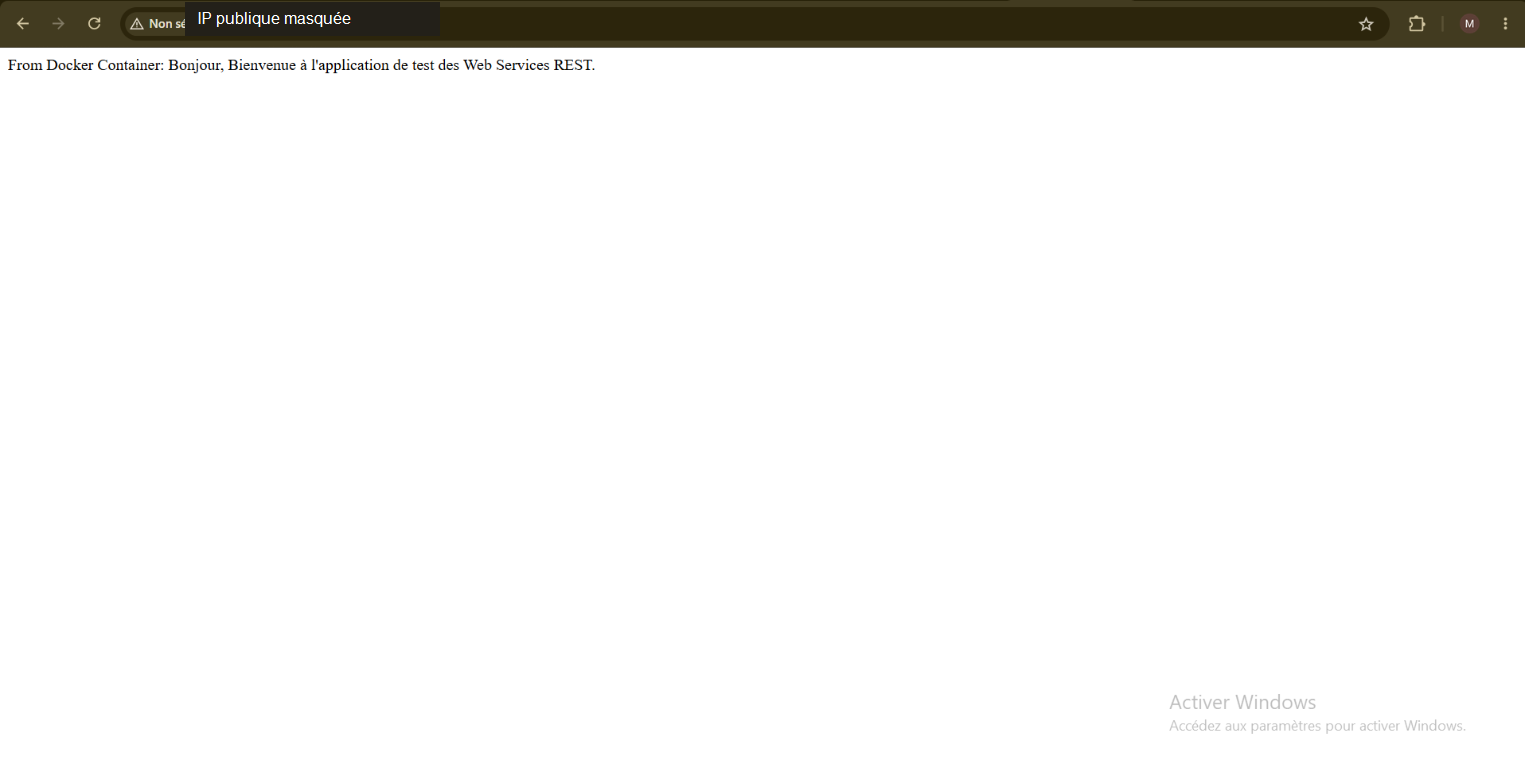 Non sé
IP publique masquée
M
From Docker Container: Bonjour, Bienvenue à l'application de test des Web Services REST.
Activer Windows
Accédez aux paramètres pour activer Windows.